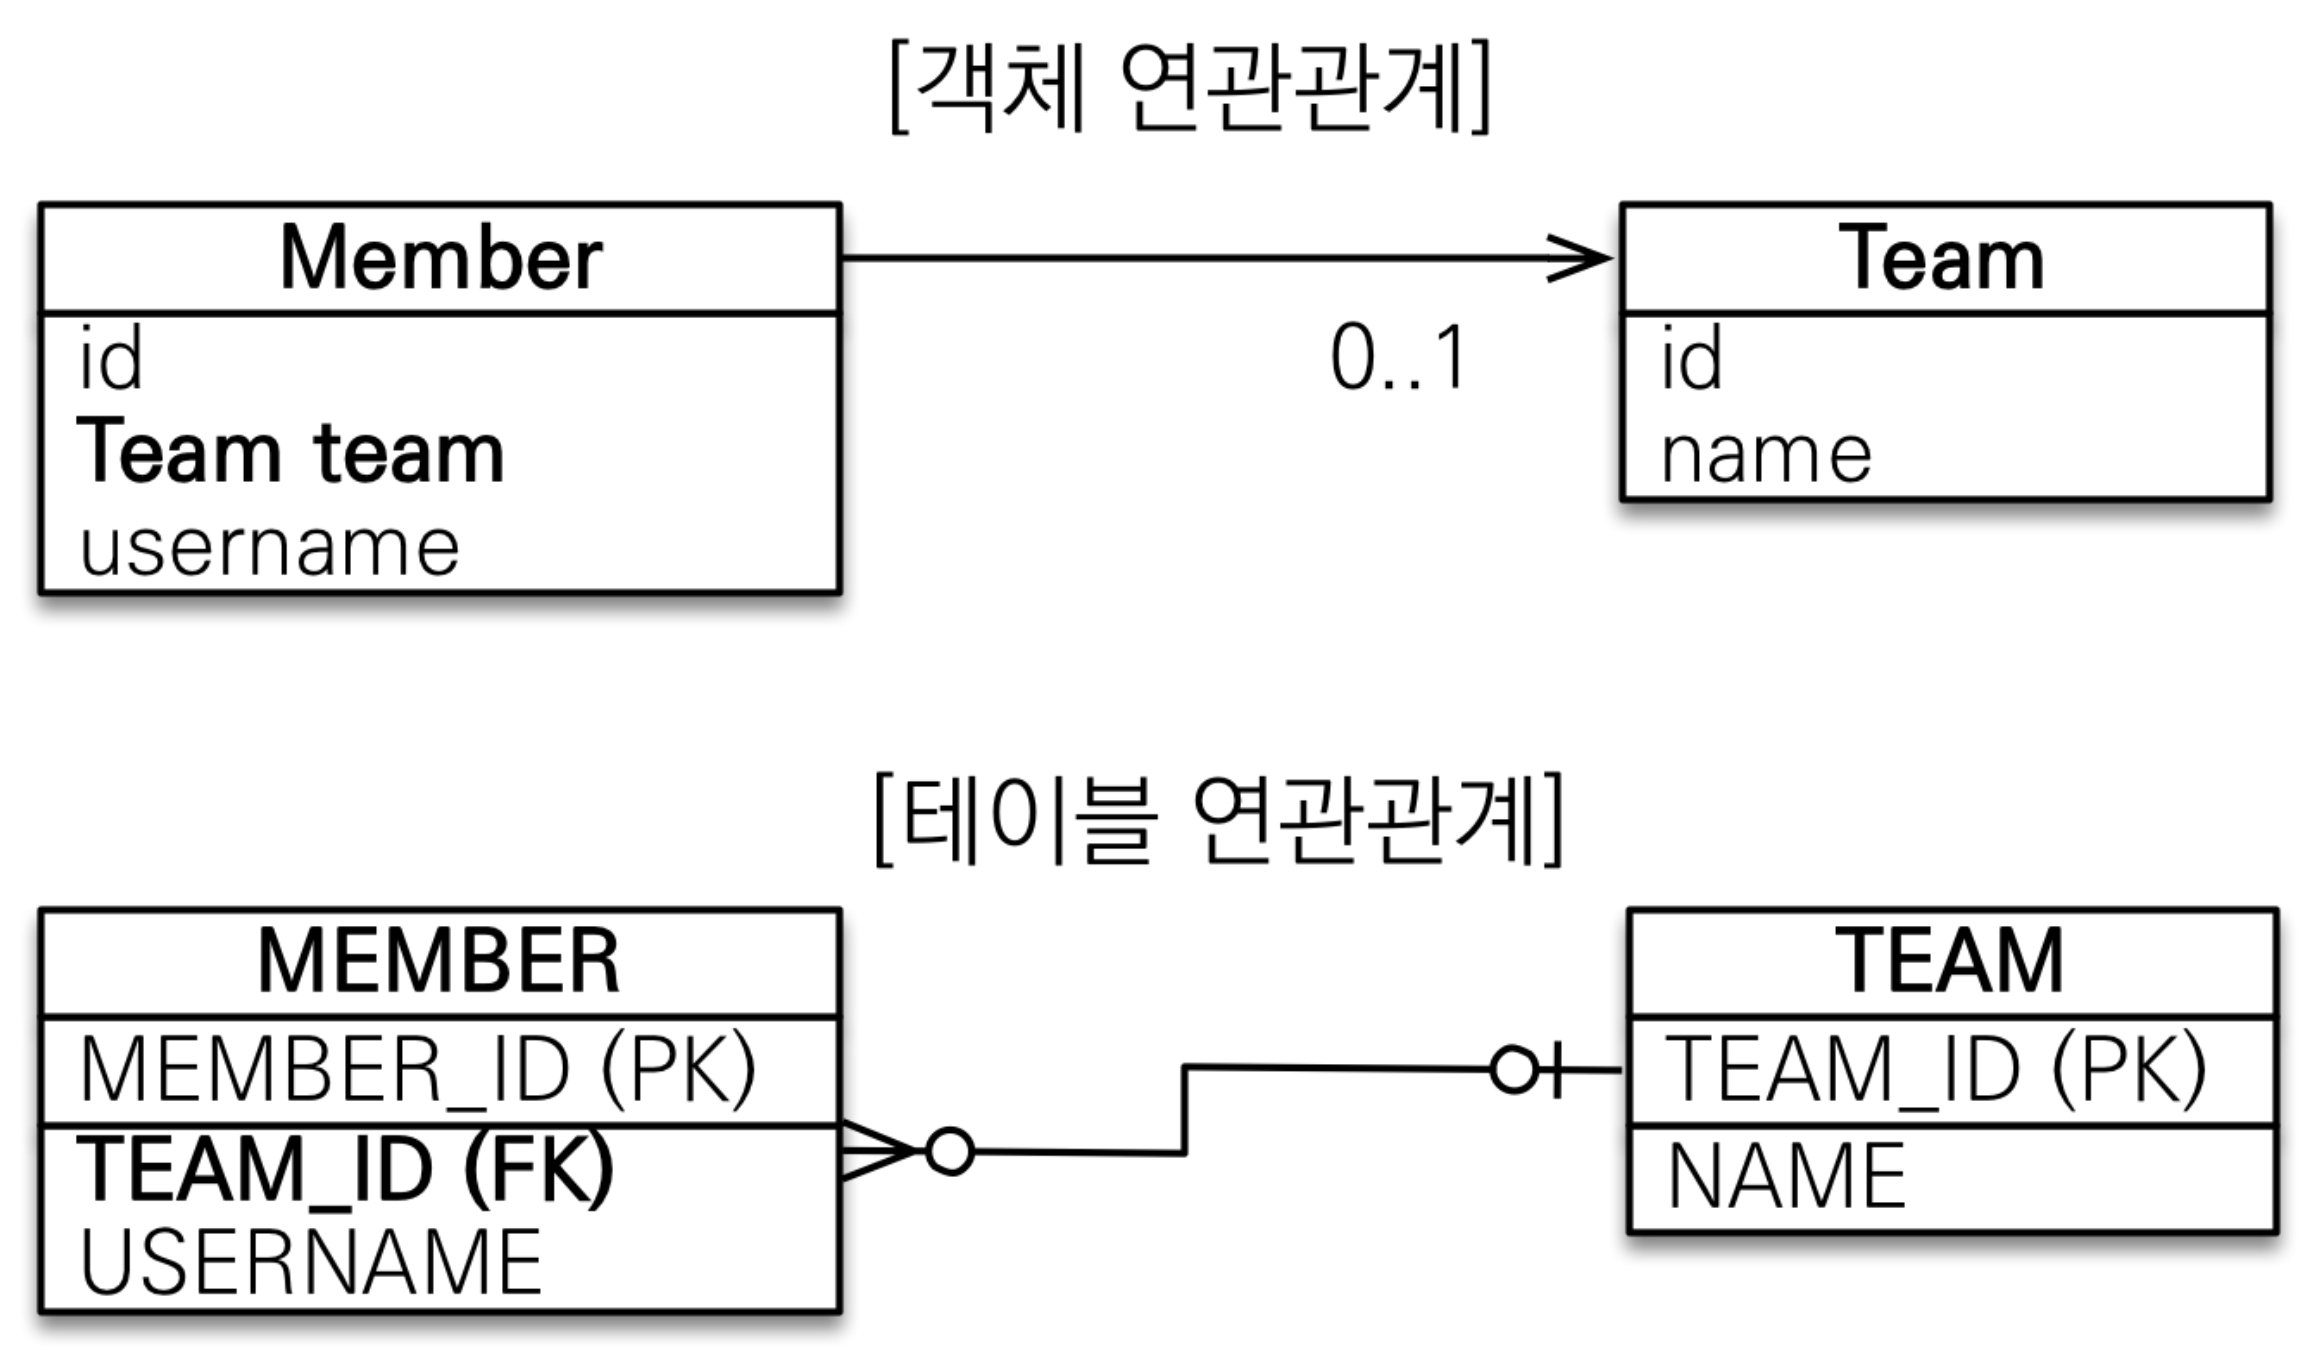 [객체 연관관계]
Member
id
Team team
username
0..1
Team
id
name
[테이블 연관관계]
MEMBER
MEMBER_ID (PK)
TEAM_ID (FK)
USERNAME
TEAM
TEAM_ID (PK)
NAME